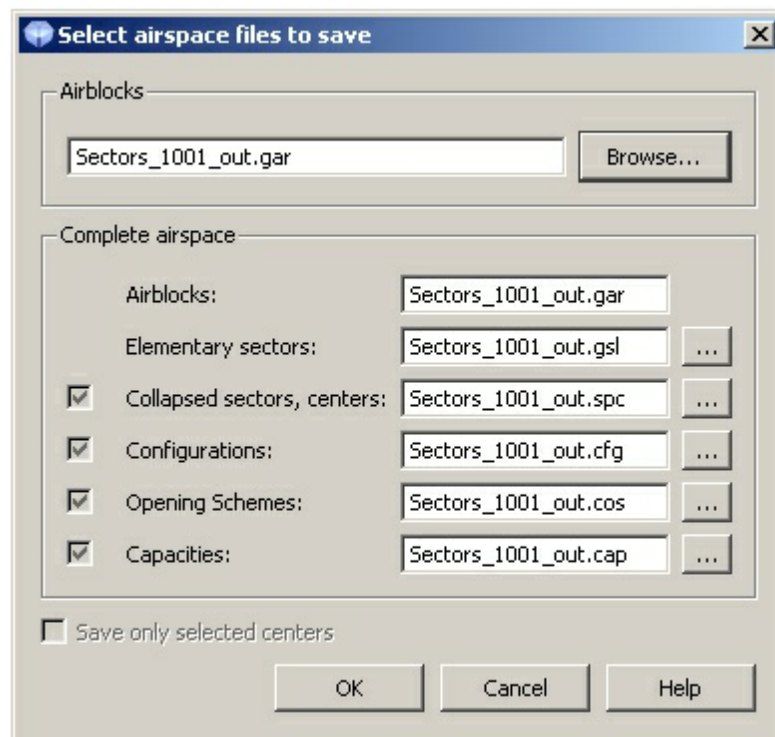 Select airspace files to save
Airblocks
Sectors_1001_out.gar Browse...
Complete airspace
Airblocks: Sectors_1001_out.gar
Elementary sectors: Sectors_1001_out.gsl ...
Collapsed sectors, centers: Sectors_1001_out.spc ...
Configurations: Sectors_1001_out.cfg ...
Opening Schemes: Sectors_1001_out.cos ...
Capacities: Sectors_1001_out.cap ...
Save only selected centers
OK Cancel Help